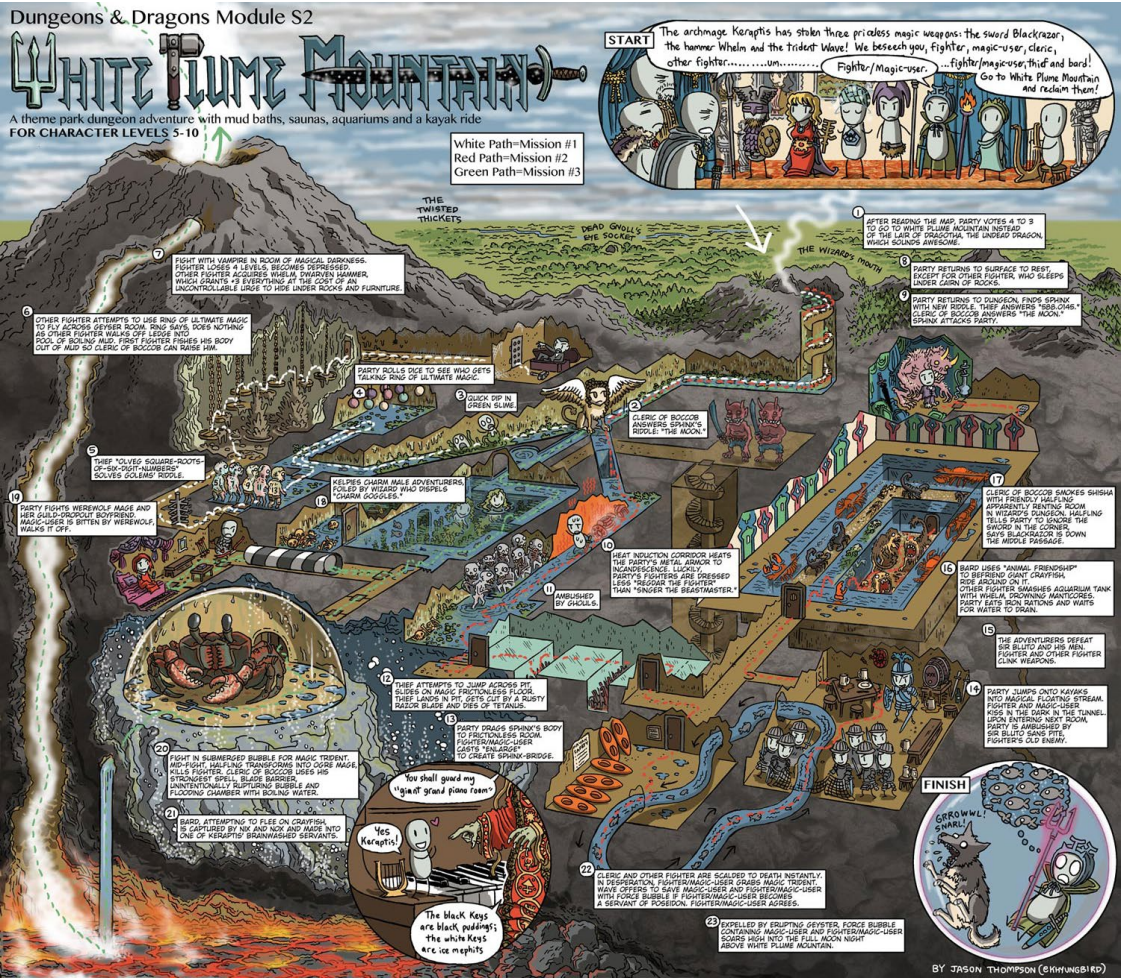 Dungeons & Dragons Module S2
WHITE PLUME MOUNTAIN
A theme park dungeon adventure with mud baths, saunas, aquariums and a kayak ride
FOR CHARACTER LEVELS 5-10
White Path=Mission #1
Red Path=Mission #2
Green Path=Mission #3
START
The archmage Keraptis has stolen three priceless magic weapons: the sword Blackrazor,
the hammer Whelm and the trident Wave! We beseech you, fighter, magic-user, cleric,
other fighter.........um.........
Fighter/Magic-user.
...fighter/magic-user, thief and bard!
Go to White Plume Mountain
and reclaim them!
THE
TWISTED
THICKETS
DEAD GNOLL'S
EYE SOCKET
THE WIZARD'S MOUTH
1
AFTER READING THE MAP, PARTY VOTES 4 TO 3
TO GO TO WHITE PLUME MOUNTAIN INSTEAD
OF THE LAIR OF DRAGOTHA, THE UNDEAD DRAGON,
WHICH SOUNDS AWESOME.
7
FIGHT WITH VAMPIRE IN ROOM OF MAGICAL DARKNESS.
FIGHTER LOSES 4 LEVELS, BECOMES DEPRESSED.
OTHER FIGHTER ACQUIRES WHELM, DWARVEN HAMMER,
WHICH GRANTS +3 EVERYTHING AT THE COST OF AN
UNCONTROLLABLE URGE TO HIDE UNDER ROCKS AND FURNITURE.
8
PARTY RETURNS TO SURFACE TO REST,
EXCEPT FOR OTHER FIGHTER, WHO SLEEPS
UNDER CAIRN OF ROCKS.
9
PARTY RETURNS TO DUNGEON, FINDS SPHINX
WITH NEW RIDDLE. THIEF ANSWERS "588.0145."
CLERIC OF BOCCOB ANSWERS "THE MOON."
SPHINX ATTACKS PARTY.
6
OTHER FIGHTER ATTEMPTS TO USE RING OF ULTIMATE MAGIC
TO FLY ACROSS GEYSER ROOM. RING SAYS, DOES NOTHING
AS OTHER FIGHTER WALKS OFF LEDGE INTO
POOL OF BOILING MUD. FIRST FIGHTER FISHES HIS BODY
OUT OF MUD SO CLERIC OF BOCCOB CAN RAISE HIM.
PARTY ROLLS DICE TO SEE WHO GETS
TALKING RING OF ULTIMATE MAGIC.
4
3
QUICK DIP IN
GREEN SLIME.
2
CLERIC OF BOCCOB
ANSWERS SPHINX'S
RIDDLE: "THE MOON."
5
THIEF "OLVEG SQUARE-ROOTS-
OF-SIX-DIGIT-NUMBERS"
SOLVES GOLEMS' RIDDLE.
KELPIES CHARM MALE ADVENTURERS,
FOILED BY WIZARD WHO DISPELS
"CHARM GOGGLES."
18
19
PARTY FIGHTS WEREWOLF MAGE AND
HER GUILD-DROPOUT BOYFRIEND.
MAGIC-USER IS BITTEN BY WEREWOLF,
WALKS IT OFF.
17
CLERIC OF BOCCOB SMOKES SHISHA
WITH FRIENDLY HALFLING
APPARENTLY RENTING ROOM
IN WIZARD'S DUNGEON. HALFLING
TELLS PARTY TO IGNORE THE
SWORD IN THE CORNER,
SAYS BLACKRAZOR IS DOWN
THE MIDDLE PASSAGE.
10
HEAT INDUCTION CORRIDOR HEATS
THE PARTY'S METAL ARMOR TO
INCANDESCENCE. LUCKILY,
PARTY'S FIGHTERS ARE DRESSED
LESS "REGDAR THE FIGHTER"
THAN "SINGER THE BEASTMASTER."
16
BARD USES "ANIMAL FRIENDSHIP"
TO BEFRIEND GIANT CRAYFISH,
RIDE AROUND ON IT.
OTHER FIGHTER SMASHES AQUARIUM TANK
WITH WHELM, DROWNING MANTICORES.
PARTY EATS IRON RATIONS AND WAITS
FOR WATER TO DRAIN.
11
AMBUSHED
BY GHOULS.
15
THE ADVENTURERS DEFEAT
SIR BLUTO AND HIS MEN.
FIGHTER AND OTHER FIGHTER
CLINK WEAPONS.
12
THIEF ATTEMPTS TO JUMP ACROSS PIT,
SLIDES ON MAGIC FRICTIONLESS FLOOR.
THIEF LANDS IN PIT, GETS CUT BY A RUSTY
RAZOR BLADE AND DIES OF TETANUS.
14
PARTY JUMPS ONTO KAYAKS
INTO MAGICAL FLOATING STREAM.
FIGHTER AND MAGIC-USER
KISS IN THE DARK IN THE TUNNEL.
UPON ENTERING NEXT ROOM,
PARTY IS AMBUSHED BY
SIR BLUTO SANS PITE,
FIGHTER'S OLD ENEMY.
13
PARTY DRAGS SPHINX'S BODY
TO FRICTIONLESS ROOM.
FIGHTER/MAGIC-USER
CASTS "ENLARGE"
TO CREATE SPHINX-BRIDGE.
20
FIGHT IN SUBMERGED BUBBLE FOR MAGIC TRIDENT.
MID-FIGHT, HALFLING TRANSFORMS INTO OGRE MAGE,
KILLS FIGHTER. CLERIC OF BOCCOB USES HIS
STRONGEST SPELL, BLADE BARRIER,
UNINTENTIONALLY RUPTURING BUBBLE AND
FLOODING CHAMBER WITH BOILING WATER.
21
BARD, ATTEMPTING TO FLEE ON CRAYFISH,
IS CAPTURED BY NIX AND NOX AND MADE INTO
ONE OF KERAPTIS' BRAINWASHED SERVANTS.
You shall guard my
"giant grand piano room"
Yes
Keraptis!
The black Keys
are black puddings;
the white Keys
are ice mephits
22
CLERIC AND OTHER FIGHTER ARE SCALDED TO DEATH INSTANTLY.
IN DESPERATION, FIGHTER/MAGIC-USER GRABS MAGIC TRIDENT.
WAVE OFFERS TO SAVE MAGIC-USER AND FIGHTER/MAGIC-USER
WITH FORCE BUBBLE IF FIGHTER/MAGIC-USER BECOMES
A SERVANT OF POSEIDON. FIGHTER/MAGIC-USER AGREES.
23
EXPELLED BY ERUPTING GEYSTER, FORCE BUBBLE
CONTAINING MAGIC-USER AND FIGHTER/MAGIC-USER
SOARS HIGH INTO THE FULL MOON NIGHT
ABOVE WHITE PLUME MOUNTAIN.
FINISH
GRROWWL!
SNARL!
BY JASON THOMPSON (@KHYUNGBIRD)